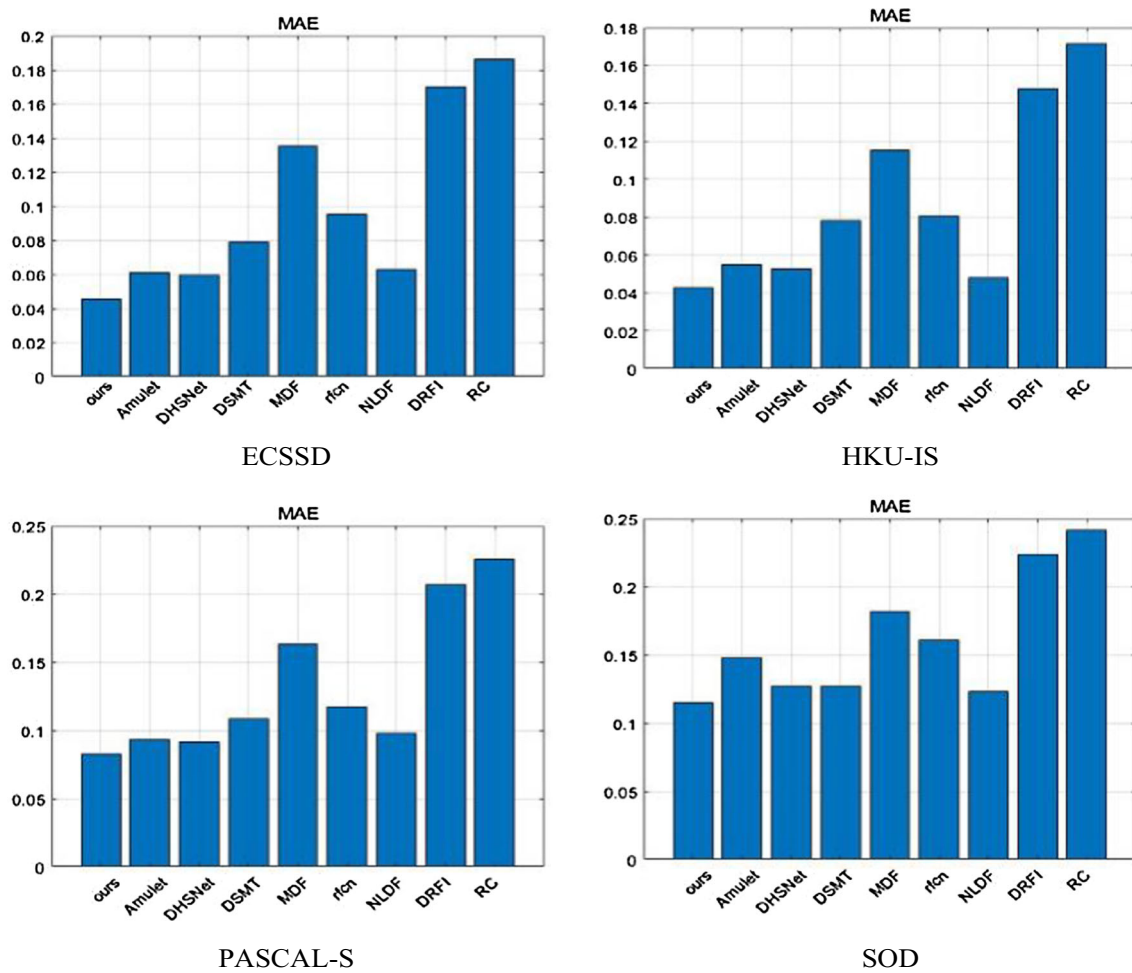 MAE
0.2
0.18
0.16
0.14
0.12
0.1
0.08
0.06
0.04
0.02
0
ours Amulet DHSNet DSMT MDF rfcn NLDF DRFI RC
ECSSD
MAE
0.18
0.16
0.14
0.12
0.1
0.08
0.06
0.04
0.02
0
ours Amulet DHSNet DSMT MDF rfcn NLDF DRFI RC
HKU-IS
MAE
0.25
0.2
0.15
0.1
0.05
0
ours Amulet DHSNet DSMT MDF rfcn NLDF DRFI RC
PASCAL-S
MAE
0.25
0.2
0.15
0.1
0.05
0
ours Amulet DHSNet DSMT MDF rfcn NLDF DRFI RC
SOD